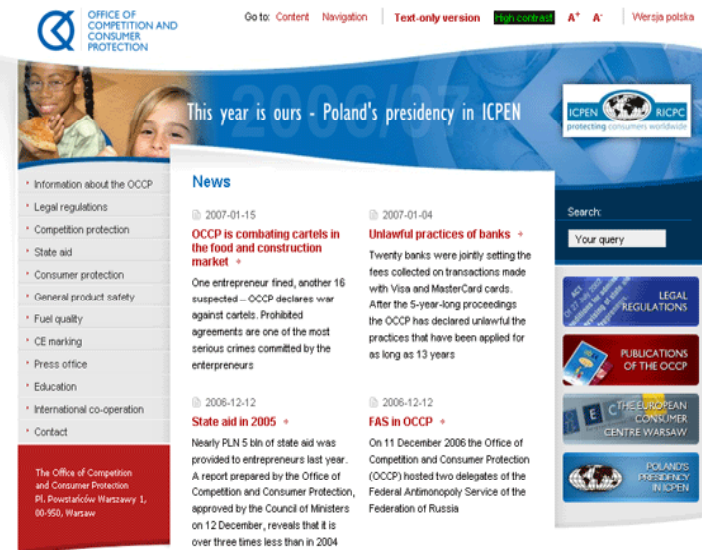 OFFICE OF
COMPETITION AND
CONSUMER
PROTECTION
Go to: Content Navigation Text-only version High contrast A+ A- Wersja polska
2006/07
This year is ours - Poland's presidency in ICPEN
ICPEN RICPC
protecting consumers worldwide
Information about the OCCP
Legal regulations
Competition protection
State aid
Consumer protection
General product safety
Fuel quality
CE marking
Press office
Education
International co-operation
Contact
The Office of Competition
and Consumer Protection
Pl. Powstańców Warszawy 1,
00-950, Warsaw
News
2007-01-15
OCCP is combating cartels in
the food and construction
market
One entrepreneur fined, another 16
suspected – OCCP declares war
against cartels. Prohibited
agreements are one of the most
serious crimes committed by the
enterpreneurs
2007-01-04
Unlawful practices of banks
Twenty banks were jointly setting the
fees collected on transactions made
with Visa and MasterCard cards.
After the 5-year-long proceedings
the OCCP has declared unlawful the
practices that have been applied for
as long as 13 years
2006-12-12
State aid in 2005
Nearly PLN 5 bln of state aid was
provided to entrepreneurs last year.
A report prepared by the Office of
Competition and Consumer Protection,
approved by the Council of Ministers
on 12 December, reveals that it is
over three times less than in 2004
2006-12-12
FAS in OCCP
On 11 December 2006 the Office of
Competition and Consumer Protection
(OCCP) hosted two delegates of the
Federal Antimonopoly Service of the
Federation of Russia
Search:
Your query
ACT
LEGAL
REGULATIONS
PUBLICATIONS
OF THE OCCP
E C
THE EUROPEAN
CONSUMER
CENTRE WARSAW
POLAND'S
PRESIDENCY
IN ICPEN